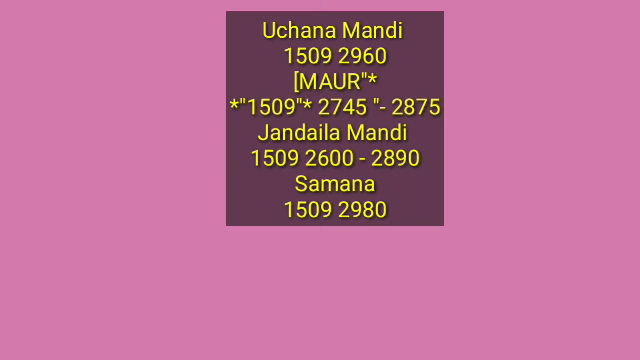 Uchana Mandi
1509 2960
[MAUR"*
*"1509"* 2745 "- 2875
Jandaila Mandi
1509 2600 - 2890
Samana
1509 2980